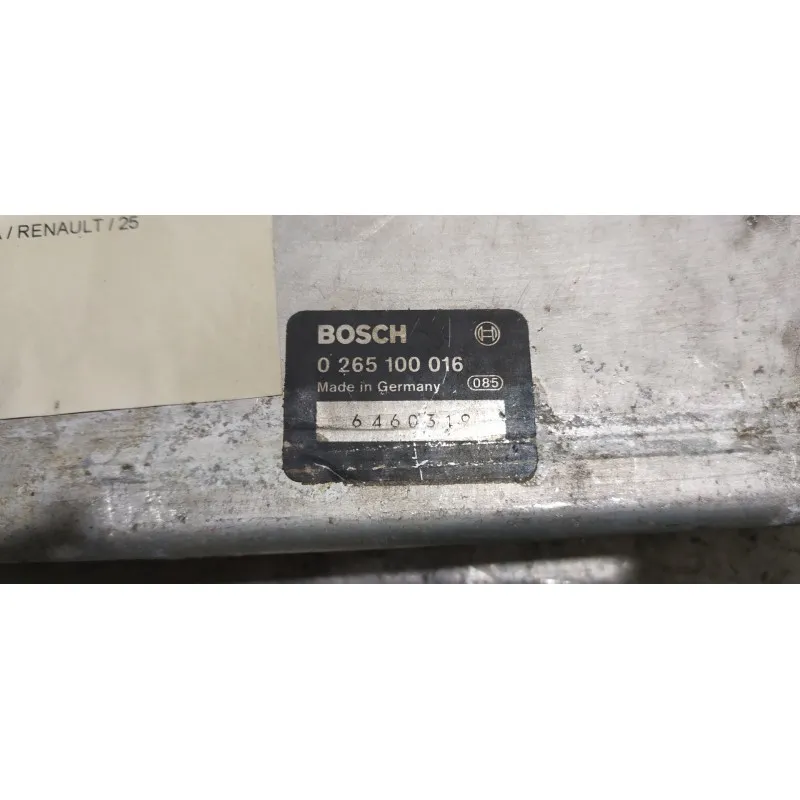 / RENAULT / 25
BOSCH
0 265 100 016
Made in Germany 085
6460319